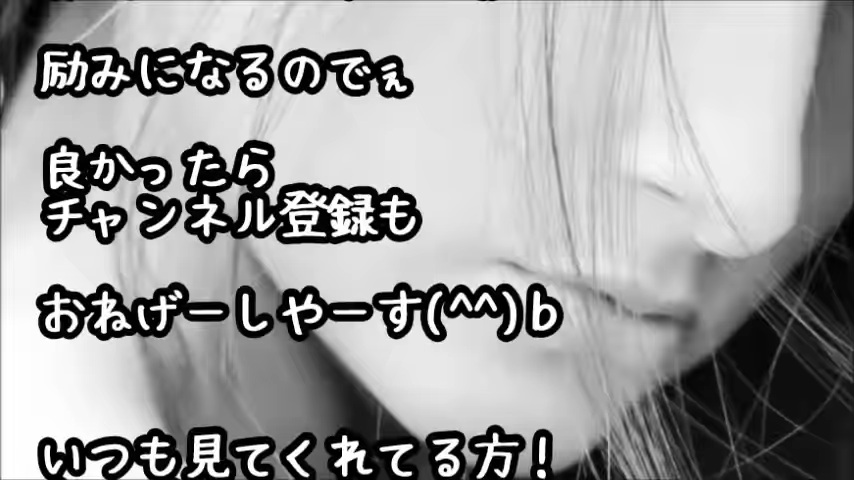 励みになるのでぇ
良かったら
チャンネル登録も
おねげーしやーす(^^)b
いつも見てくれてる方!